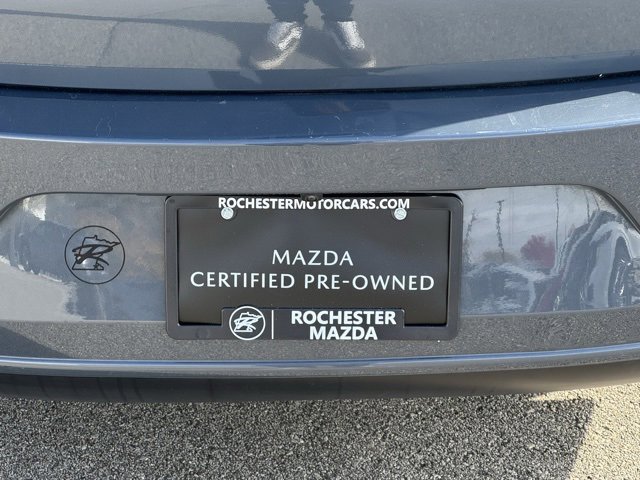 ROCHESTERMOTORCARS.COM
MAZDA
CERTIFIED PRE-OWNED
ROCHESTER
MAZDA